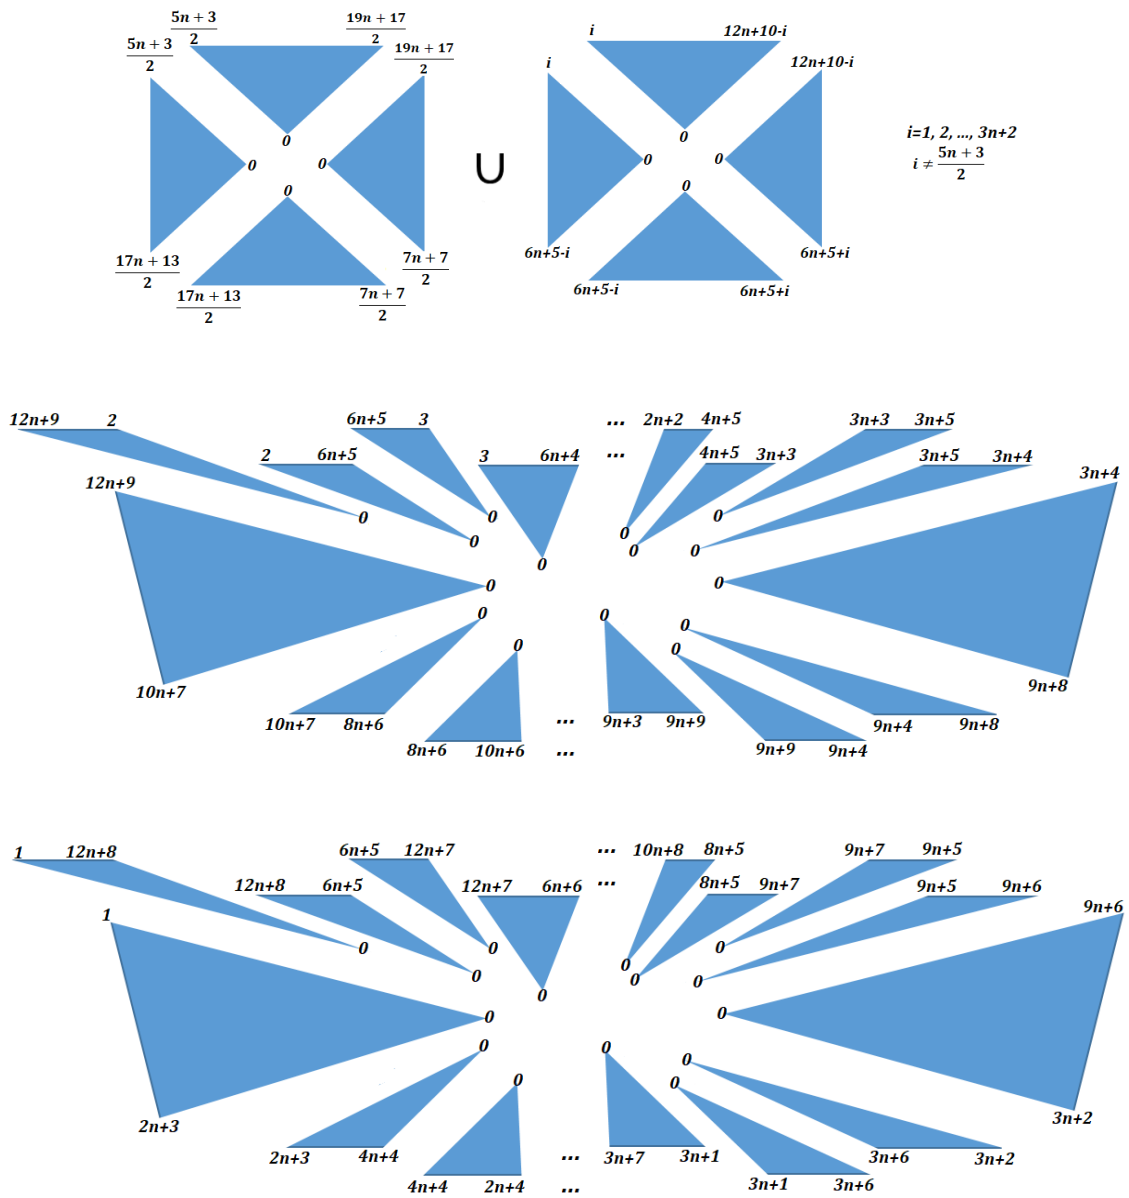 5n + 3
2
19n + 17
2
5n + 3
2
19n + 17
2
0
0
0
0
17n + 13
2
7n + 7
2
17n + 13
2
7n + 7
2
∪
i 12n+10-i
i 12n+10-i
0
0 0
0
6n+5-i 6n+5+i
6n+5-i 6n+5+i
i=1, 2, ..., 3n+2
i ≠ 5n + 3
2
12n+9 2 6n+5 3 ... 2n+2 4n+5 3n+3 3n+5
2 6n+5 3 6n+4 ... 4n+5 3n+3 3n+5 3n+4
12n+9 3n+4
0 0 0
0 0 0 0
0
0 0
0 0 0
0 0
10n+7 9n+8
10n+7 8n+6 ... 9n+3 9n+9 9n+4 9n+8
8n+6 10n+6 ... 9n+9 9n+4
1 12n+8 6n+5 12n+7 ... 10n+8 8n+5 9n+7 9n+5
12n+8 6n+5 12n+7 6n+6 ... 8n+5 9n+7 9n+5 9n+6
1 9n+6
0 0 0
0 0 0 0
0
0 0
0 0 0
0 0
2n+3 3n+2
2n+3 4n+4 ... 3n+7 3n+1 3n+6 3n+2
4n+4 2n+4 ... 3n+1 3n+6